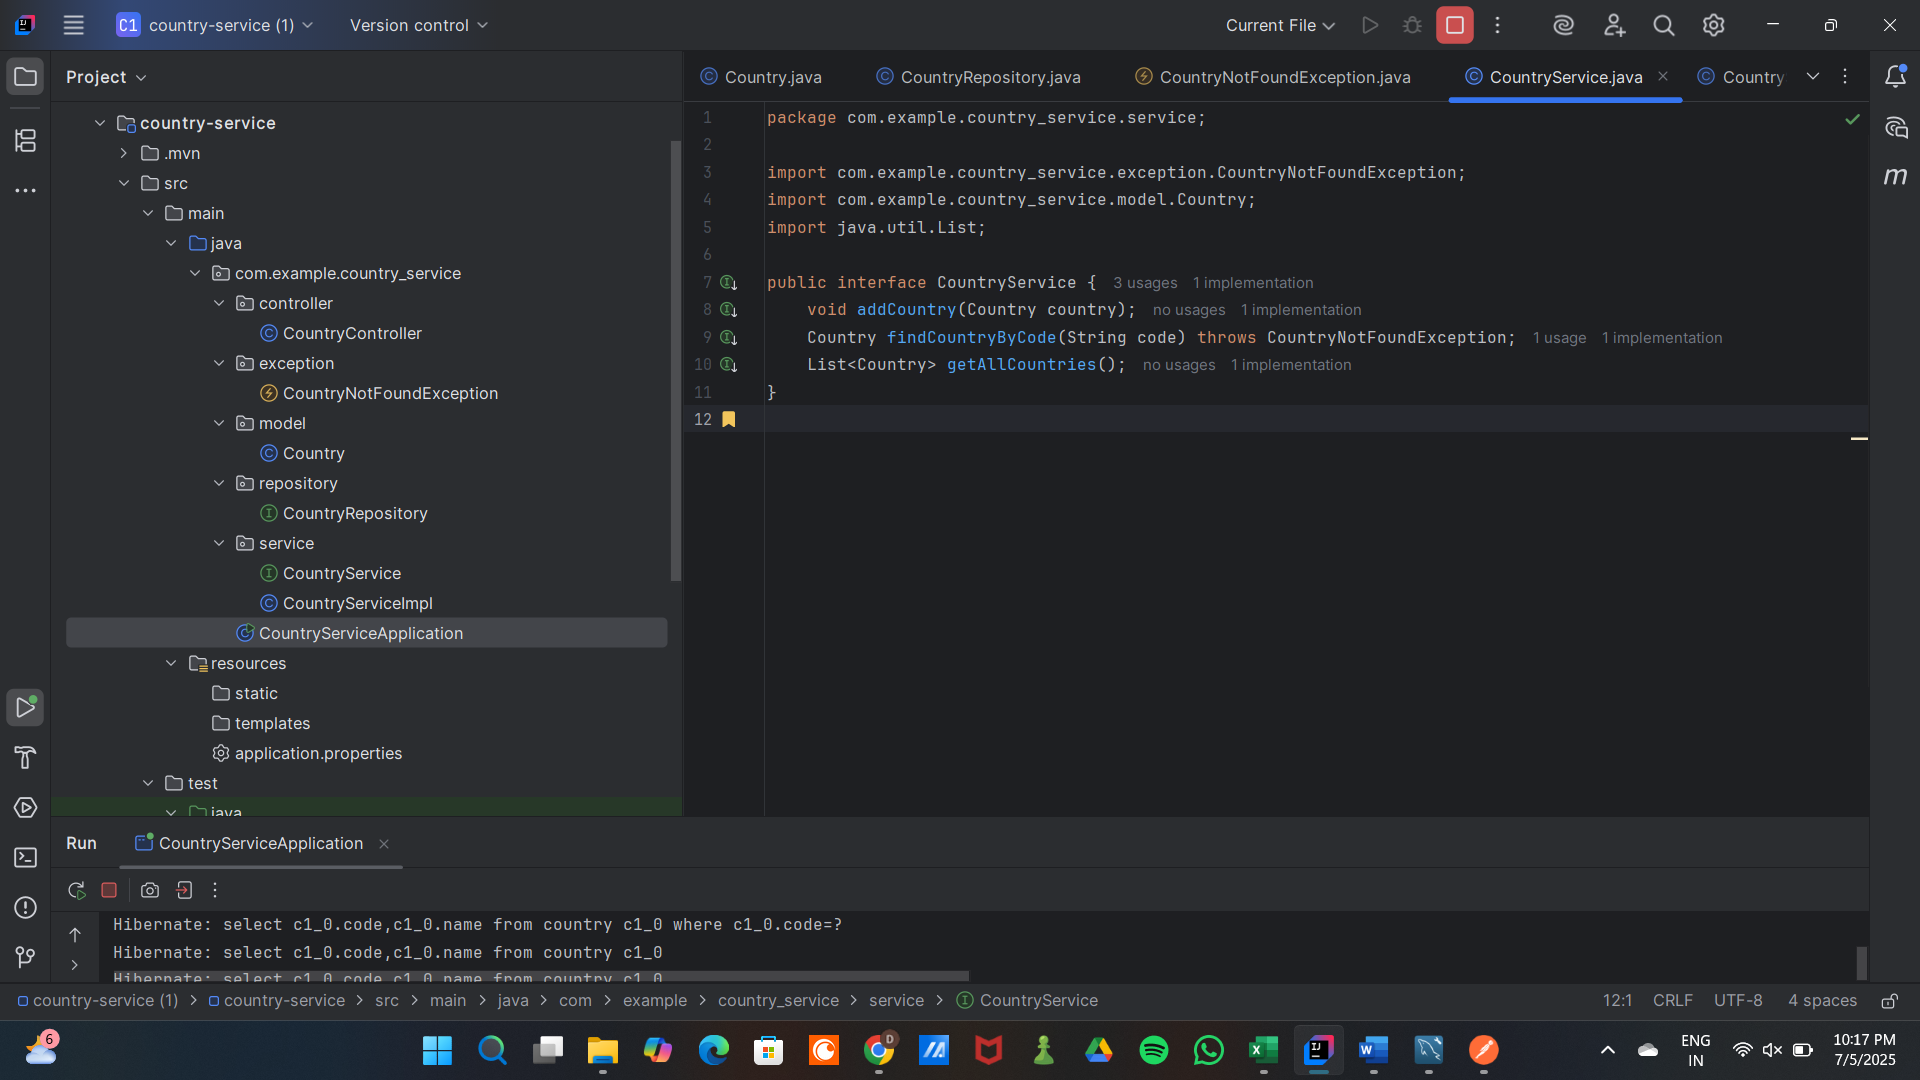 C1 country-service (1) Version control Current File
Project
Country.java CountryRepository.java CountryNotFoundException.java CountryService.java Country
country-service
.mvn
src
main
java
com.example.country_service
controller
CountryController
exception
CountryNotFoundException
model
Country
repository
CountryRepository
service
CountryService
CountryServiceImpl
CountryServiceApplication
resources
static
templates
application.properties
test
java
1 package com.example.country_service.service;
2
3 import com.example.country_service.exception.CountryNotFoundException;
4 import com.example.country_service.model.Country;
5 import java.util.List;
6
7 public interface CountryService { 3 usages 1 implementation
8 void addCountry(Country country); no usages 1 implementation
9 Country findCountryByCode(String code) throws CountryNotFoundException; 1 usage 1 implementation
10 List<Country> getAllCountries(); no usages 1 implementation
11 }
12
Run CountryServiceApplication
Hibernate: select c1_0.code,c1_0.name from country c1_0 where c1_0.code=?
Hibernate: select c1_0.code,c1_0.name from country c1_0
Hibernate: select c1_0.code,c1_0.name from country c1_0
country-service (1) > country-service > src > main > java > com > example > country_service > service > CountryService 12:1 CRLF UTF-8 4 spaces
6 D ENG 10:17 PM
IN 7/5/2025